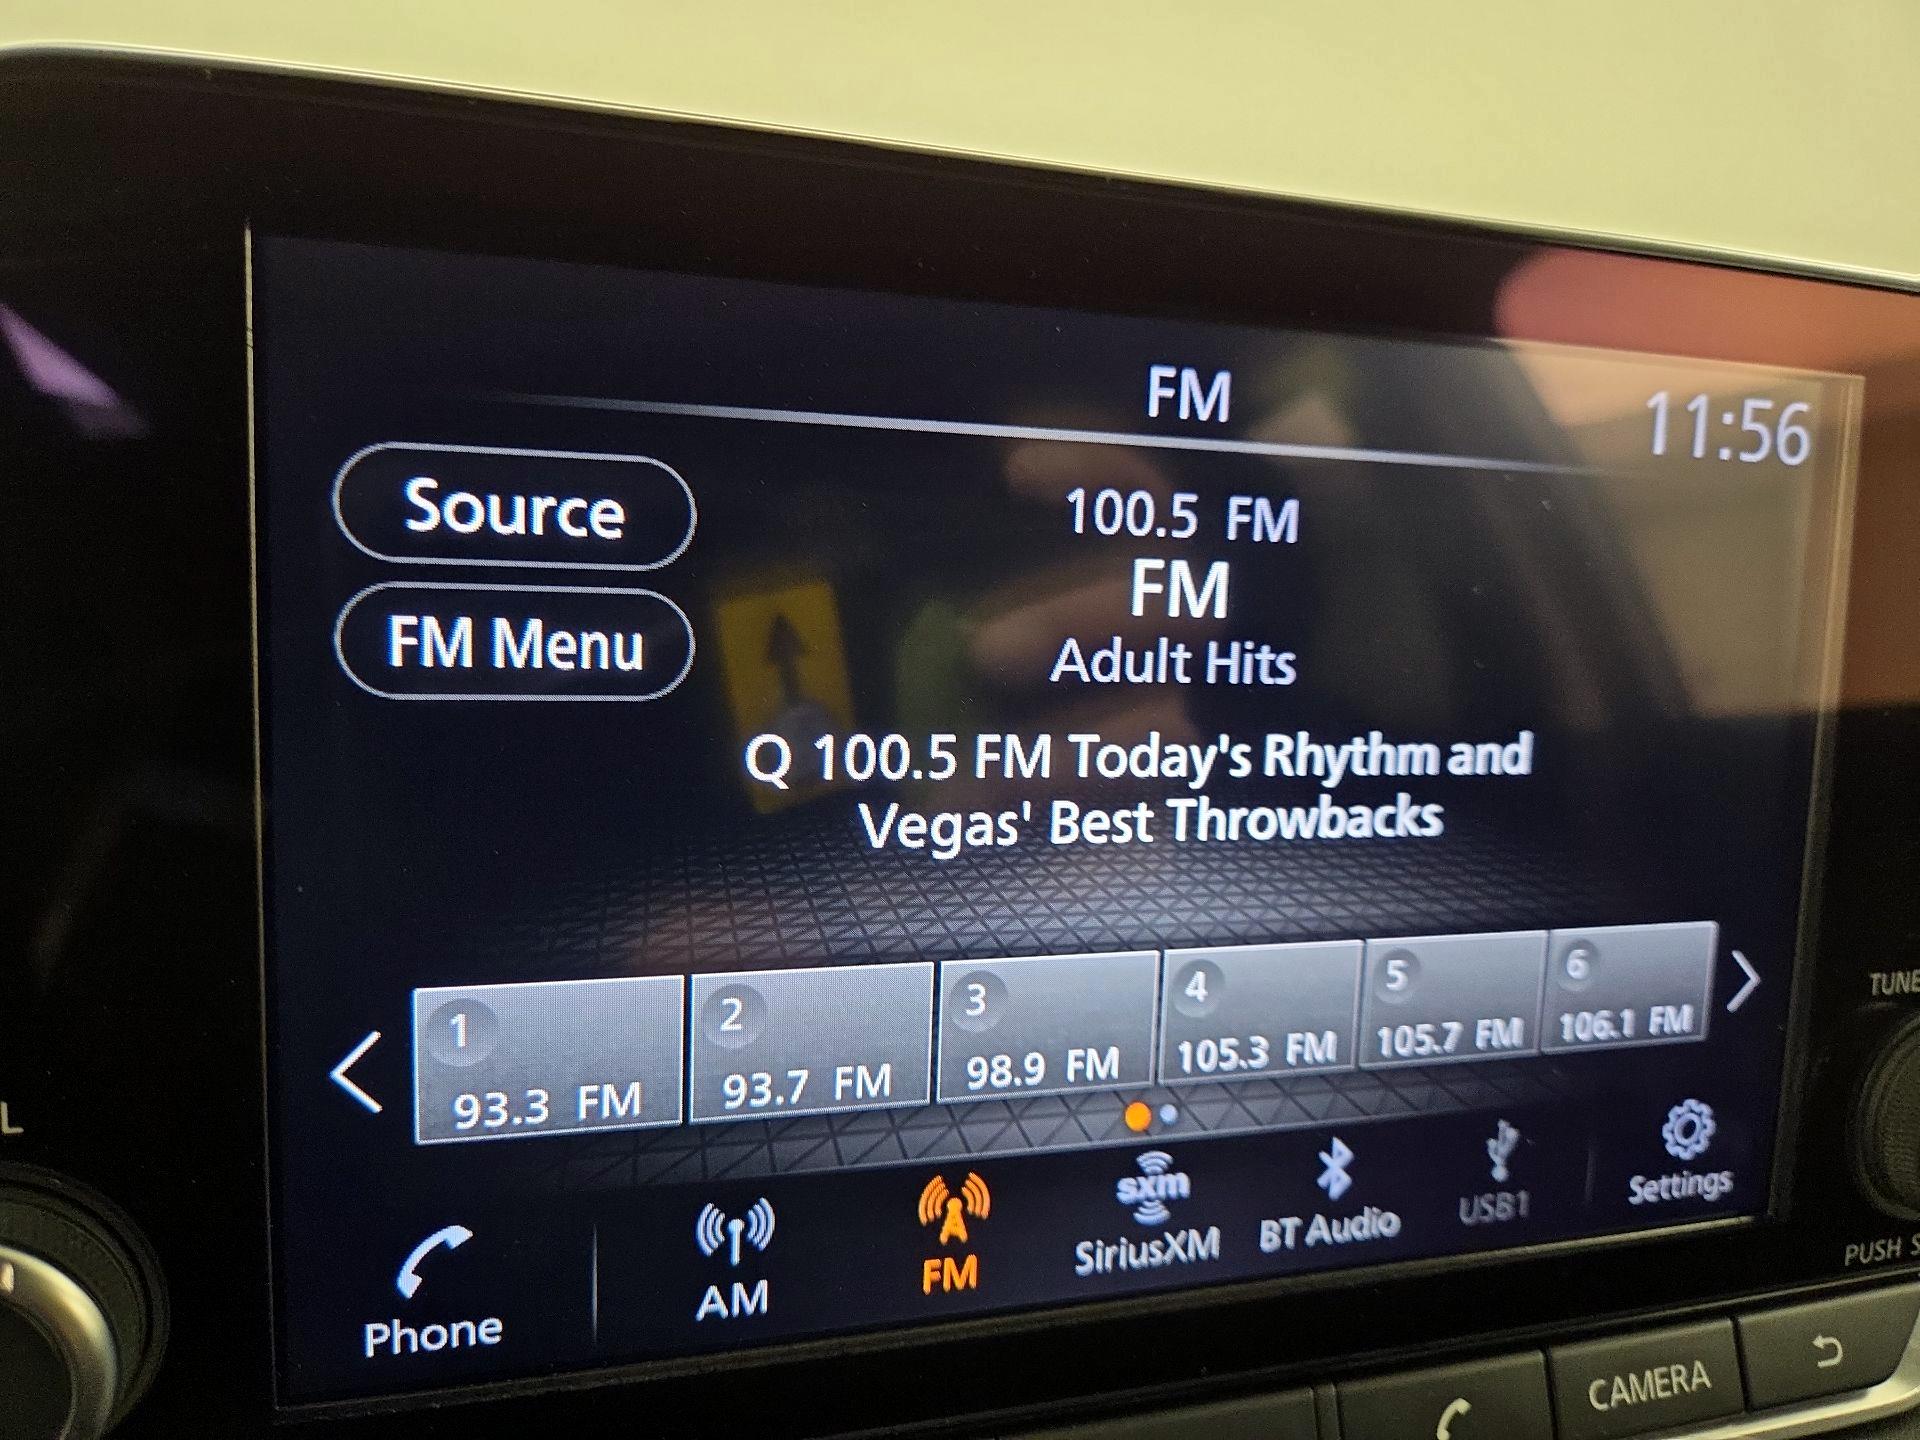 FM
11:56
Source
100.5 FM
FM
FM Menu
Adult Hits
Q 100.5 FM Today's Rhythm and
Vegas' Best Throwbacks
1
93.3 FM
2
93.7 FM
3
98.9 FM
4
105.3 FM
5
105.7 FM
6
106.1 FM
Phone
AM
FM
sxm
SiriusXM
BT Audio
USB1
Settings
TUNE
PUSH
CAMERA